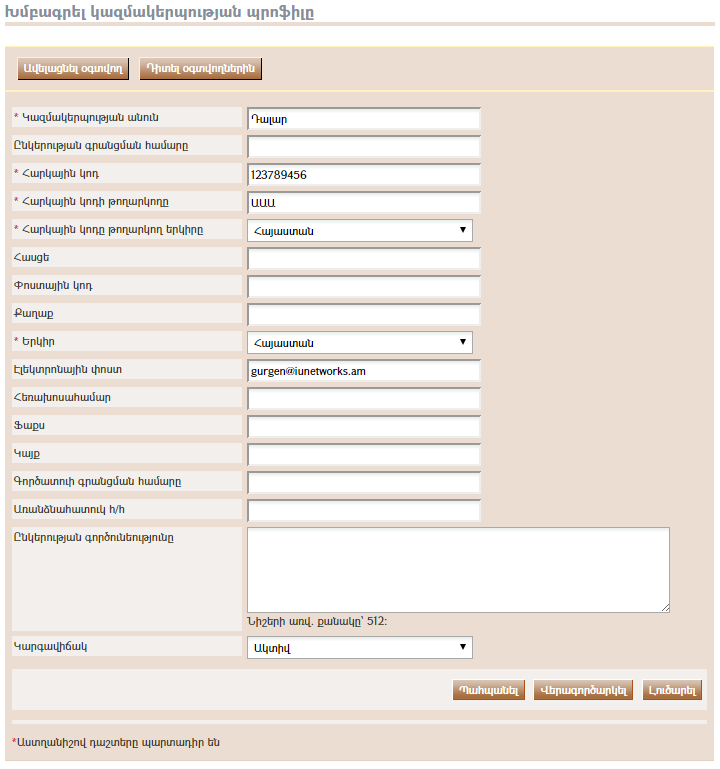 Խմբագրել կազմակերպության պրոֆիլը
Ավելացնել օգտվող Դիտել օգտվողներին
* Կազմակերպության անուն Դալար
Ընկերության գրանցման համարը
* Հարկային կոդ 123789456
* Հարկային կոդի թողարկողը ԱԱԱ
* Հարկային կոդը թողարկող երկիրը Հայաստան
Հասցե
Փոստային կոդ
Քաղաք
* Երկիր Հայաստան
Էլեկտրոնային փոստ gurgen@iunetworks.am
Հեռախոսահամար
Ֆաքս
Կայք
Գործատուի գրանցման համարը
Առանձնահատուկ հ/հ
Ընկերության գործունեությունը
Նիշերի առվ. քանակը՝ 512:
Կարգավիճակ Ակտիվ
Պահպանել Վերագործարկել Լուծարել
*Աստղանիշով դաշտերը պարտադիր են